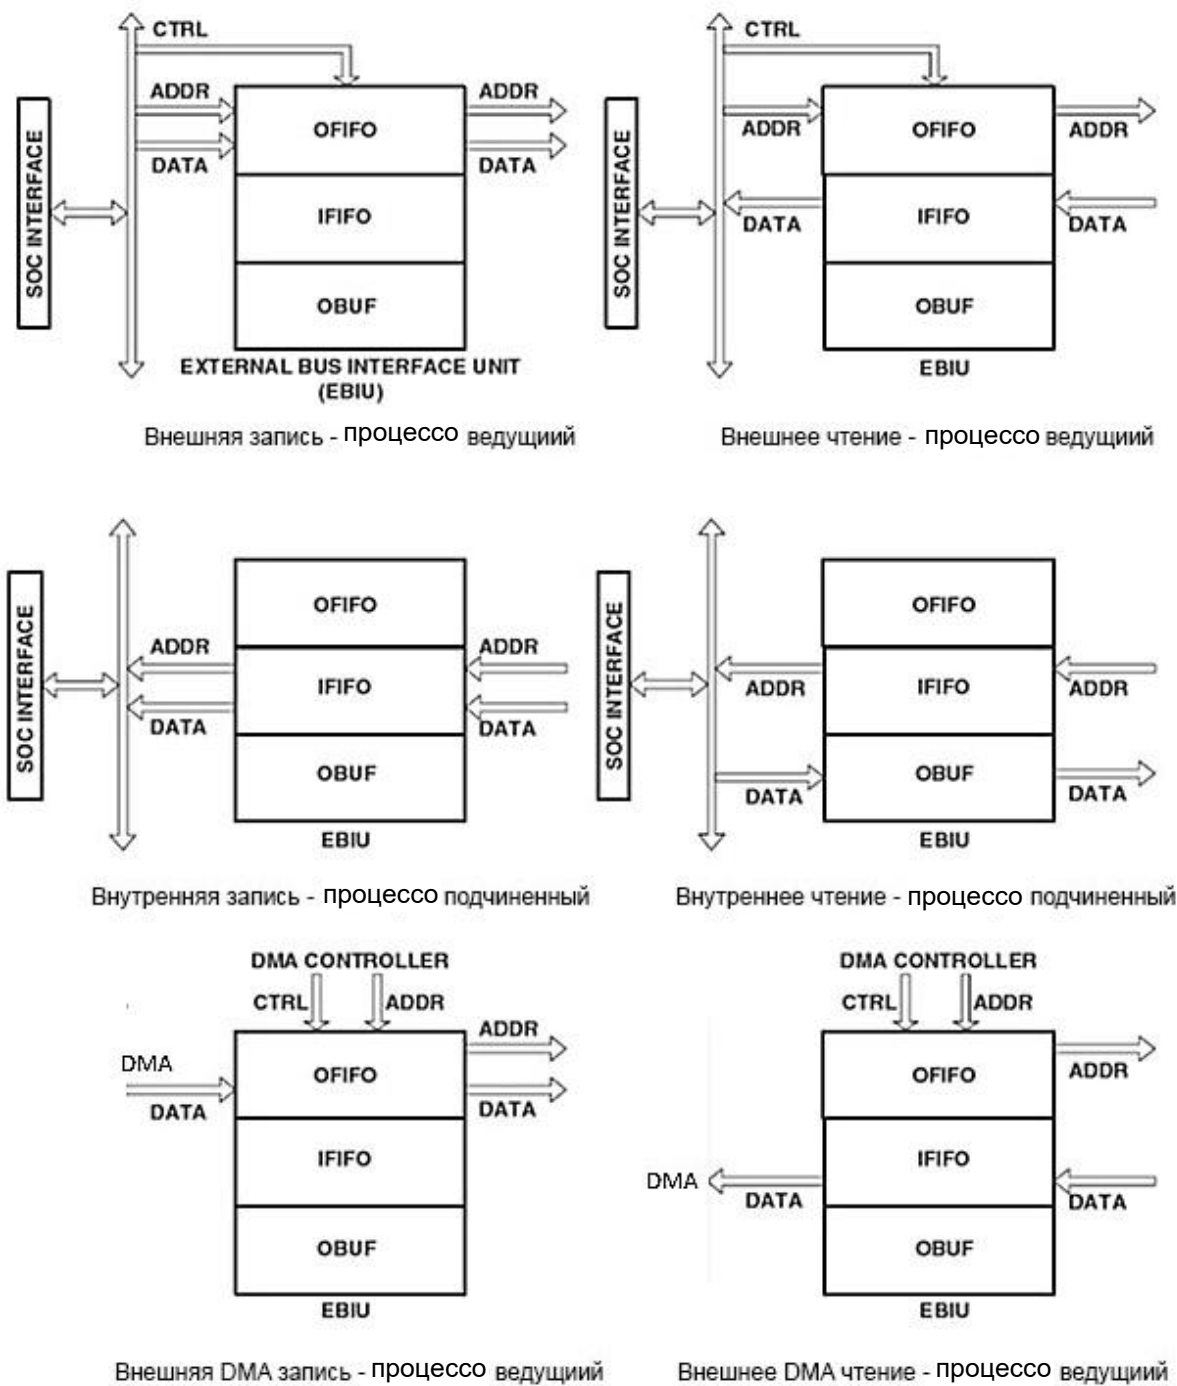 CTRL
ADDR
DATA
SOC INTERFACE
OFIFO
IFIFO
OBUF
ADDR
DATA
EXTERNAL BUS INTERFACE UNIT
(EBIU)
Внешняя запись - процессо ведущиий
CTRL
ADDR
DATA
SOC INTERFACE
OFIFO
IFIFO
OBUF
ADDR
DATA
EBIU
Внешнее чтение - процессо ведущиий
SOC INTERFACE
ADDR
DATA
OFIFO
IFIFO
OBUF
ADDR
DATA
EBIU
Внутренняя запись - процессо подчиненный
SOC INTERFACE
ADDR
DATA
OFIFO
IFIFO
OBUF
ADDR
DATA
EBIU
Внутреннее чтение - процессо подчиненный
DMA CONTROLLER
CTRL
ADDR
DMA
DATA
OFIFO
IFIFO
OBUF
ADDR
DATA
EBIU
Внешняя DMA запись - процессо ведущиий
DMA CONTROLLER
CTRL
ADDR
DMA
DATA
OFIFO
IFIFO
OBUF
ADDR
DATA
EBIU
Внешнее DMA чтение - процессо ведущиий